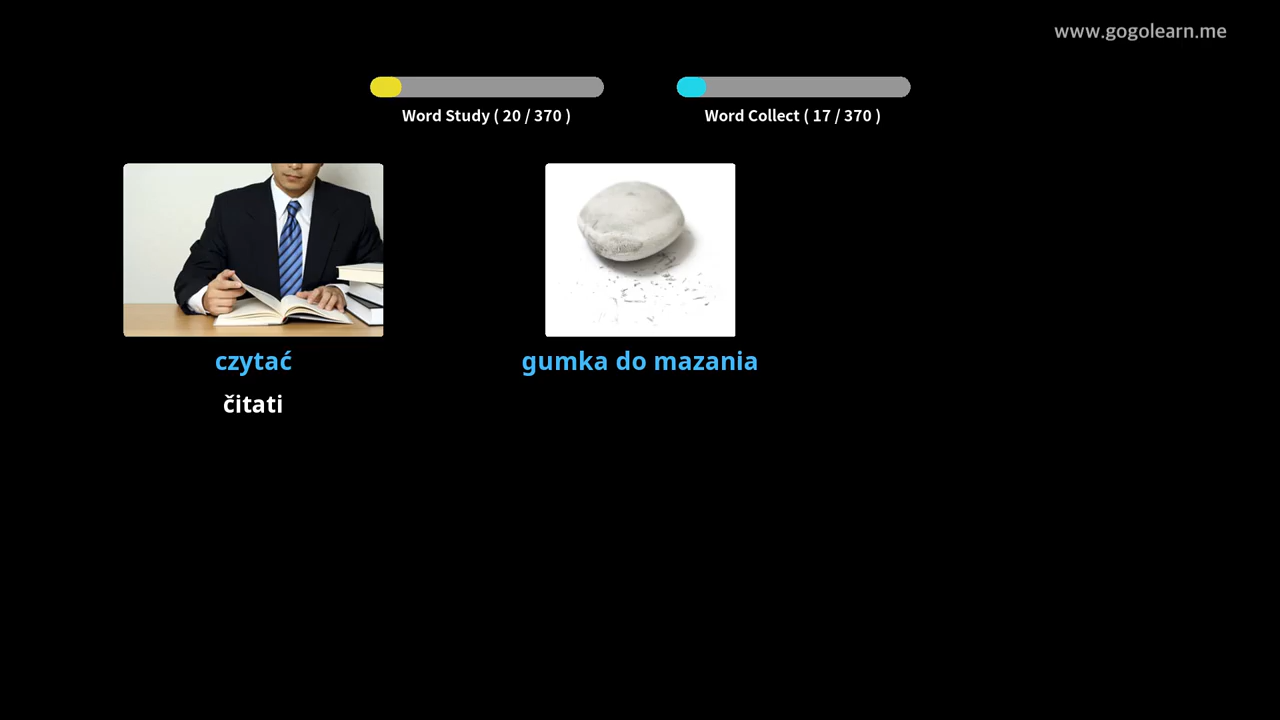 www.gogolearn.me
Word Study ( 20 / 370 )
Word Collect ( 17 / 370 )
czytać
gumka do mazania
čitati